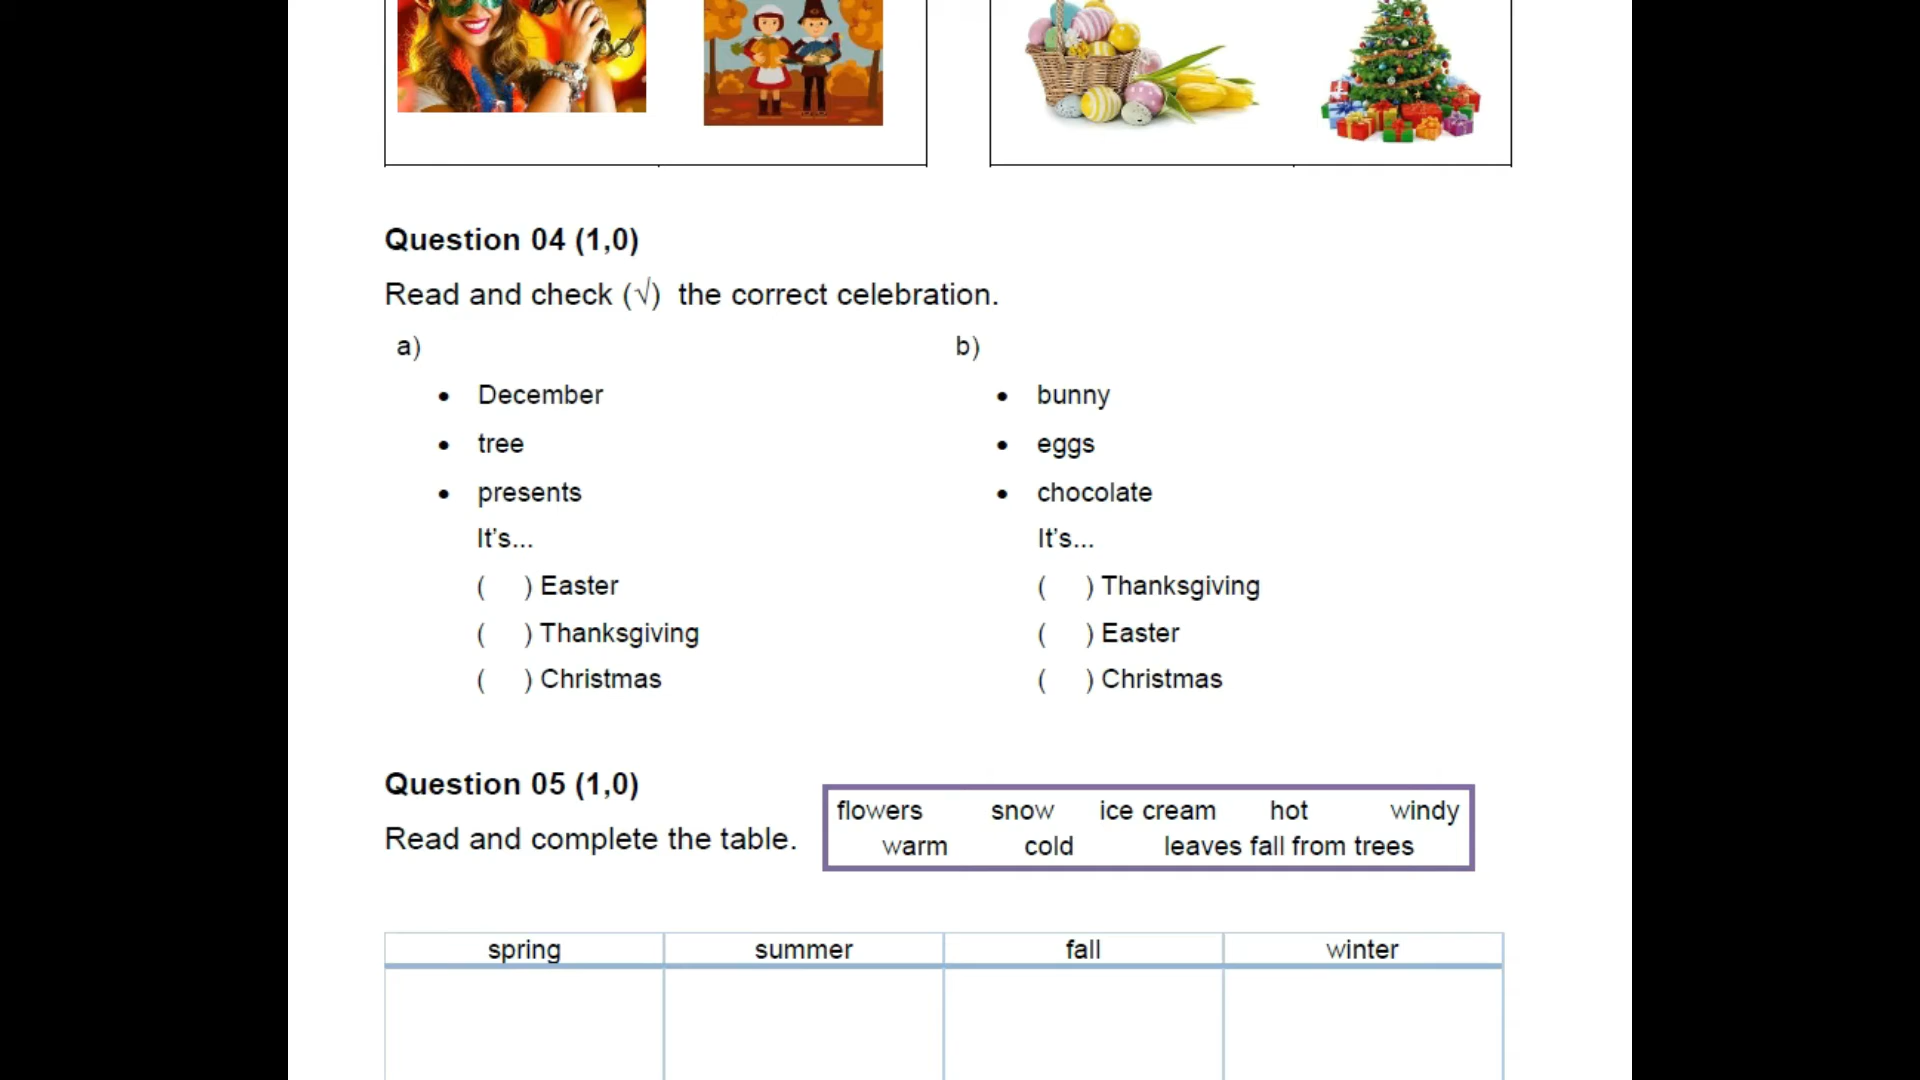 Question 04 (1,0)
Read and check (√) the correct celebration.
a)
• December
• tree
• presents
It's...
( ) Easter
( ) Thanksgiving
( ) Christmas
b)
• bunny
• eggs
• chocolate
It's...
( ) Thanksgiving
( ) Easter
( ) Christmas
Question 05 (1,0)
Read and complete the table.
flowers snow ice cream hot windy
warm cold leaves fall from trees
spring summer fall winter